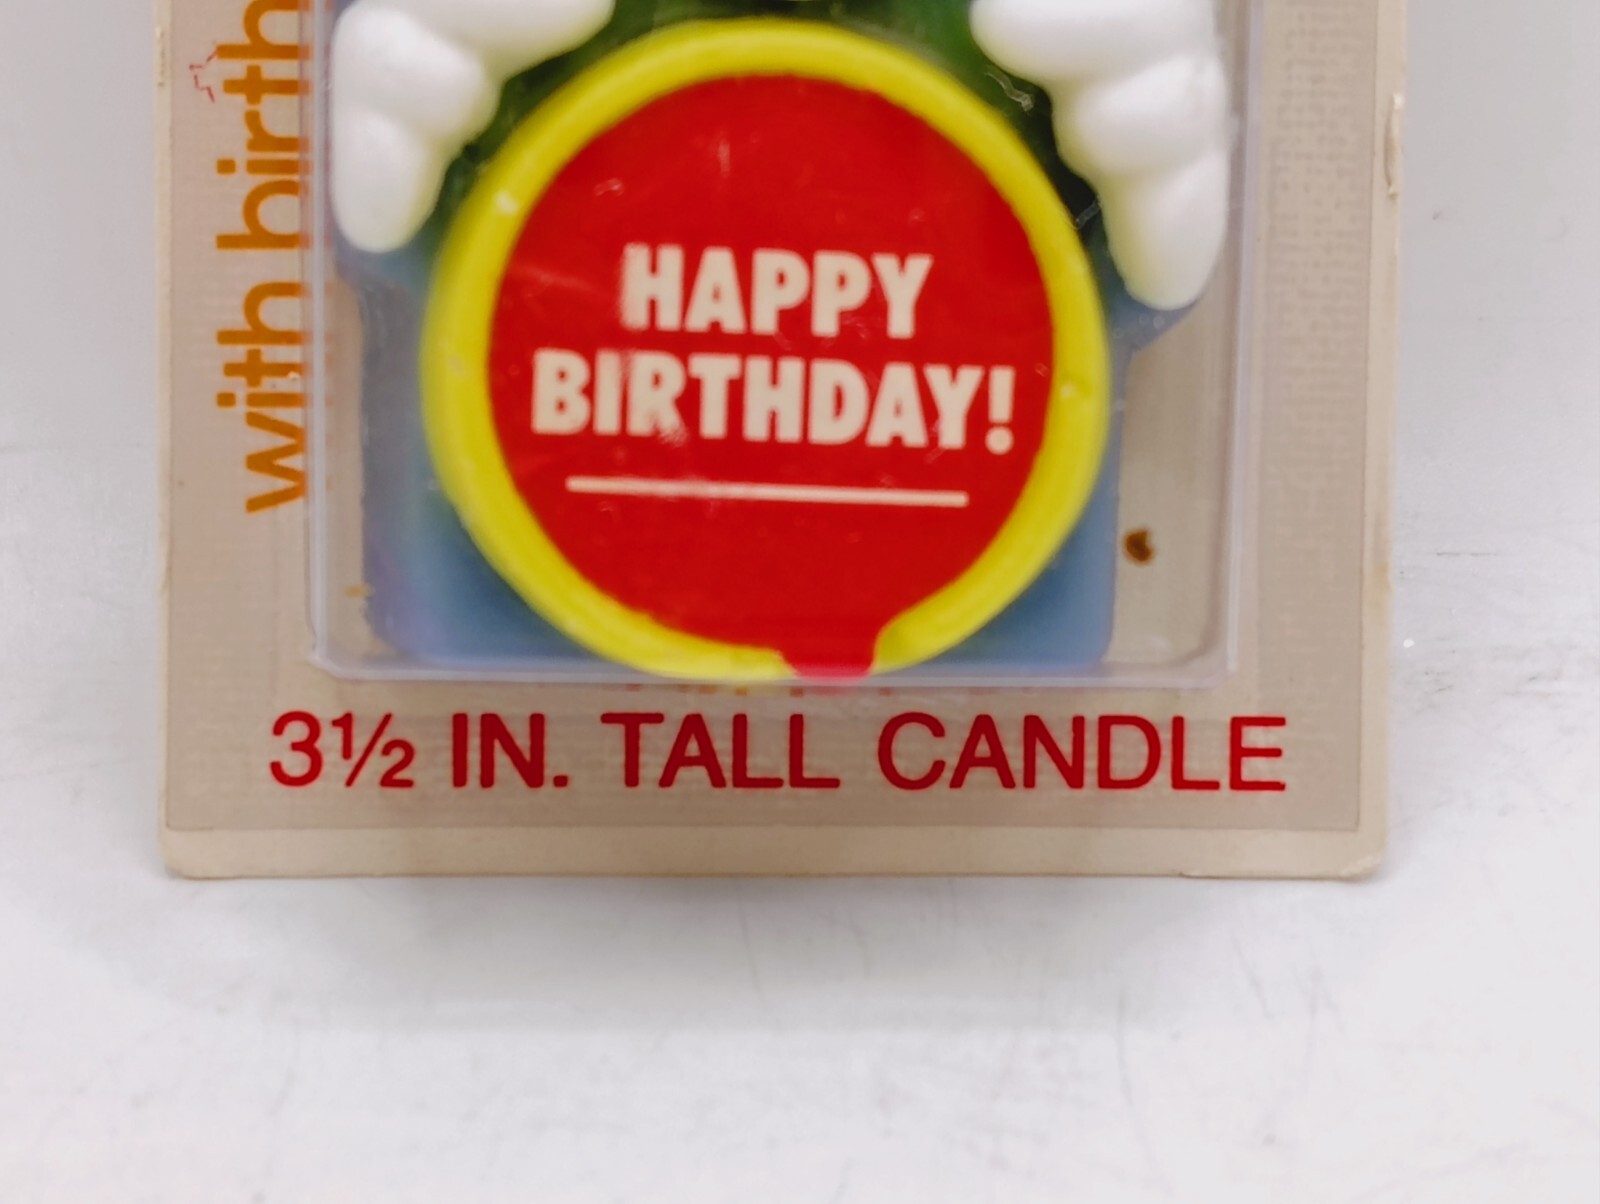 with birth
HAPPY
BIRTHDAY!
3½ IN. TALL CANDLE